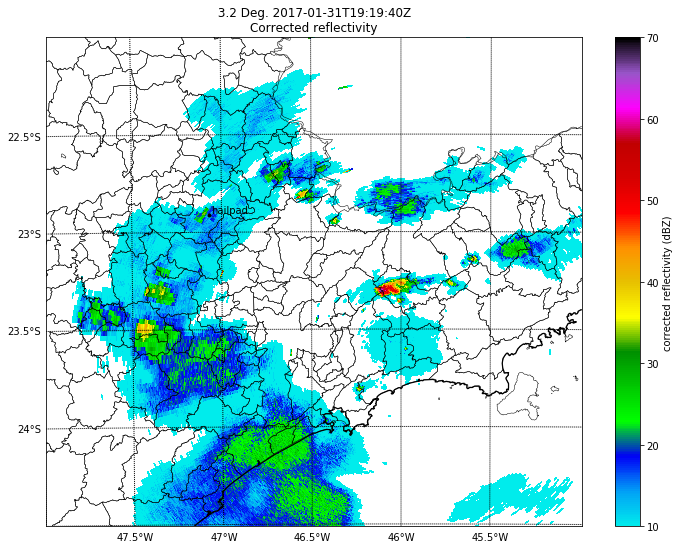 3.2 Deg. 2017-01-31T19:19:40Z
Corrected reflectivity
70
60
50
40
30
20
10
corrected reflectivity (dBZ)
22.5°S
23°S
23.5°S
24°S
47.5°W
47°W
46.5°W
46°W
45.5°W